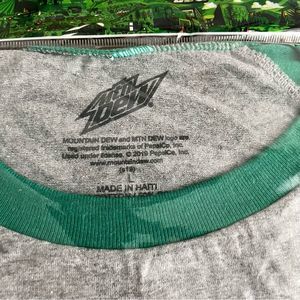 mtn
DEW
MOUNTAIN DEW and MTN DEW logo are
registered trademarks of PepsiCo, Inc.
Used under license. © 2019 PepsiCo, Inc.
www.mountaindew.com
(s19)
L
MADE IN HAITI